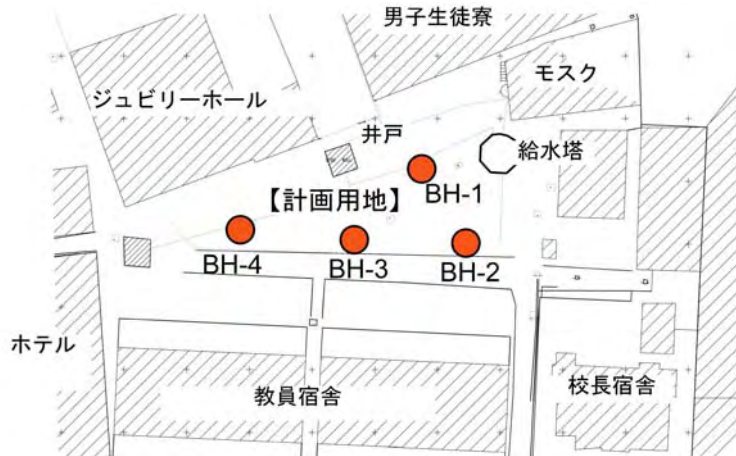 男子生徒寮
モスク
ジュビリーホール
井戸
給水塔
BH-1
【計画用地】
BH-4
BH-3
BH-2
ホテル
教員宿舎
校長宿舎